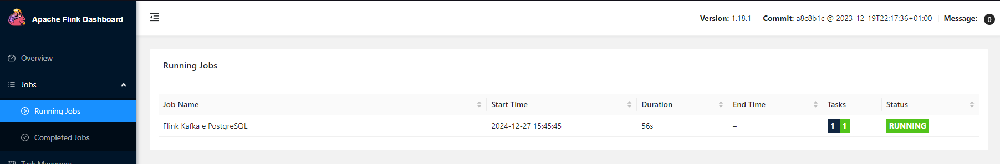 Apache Flink Dashboard
Version: 1.18.1 Commit: a8c8b1c @ 2023-12-19T22:17:36+01:00 Message: 0
Overview
Jobs
Running Jobs
Completed Jobs
Task Managers
Running Jobs
Job Name Start Time Duration End Time Tasks Status
Flink Kafka e PostgreSQL 2024-12-27 15:45:45 56s – 1 1 RUNNING